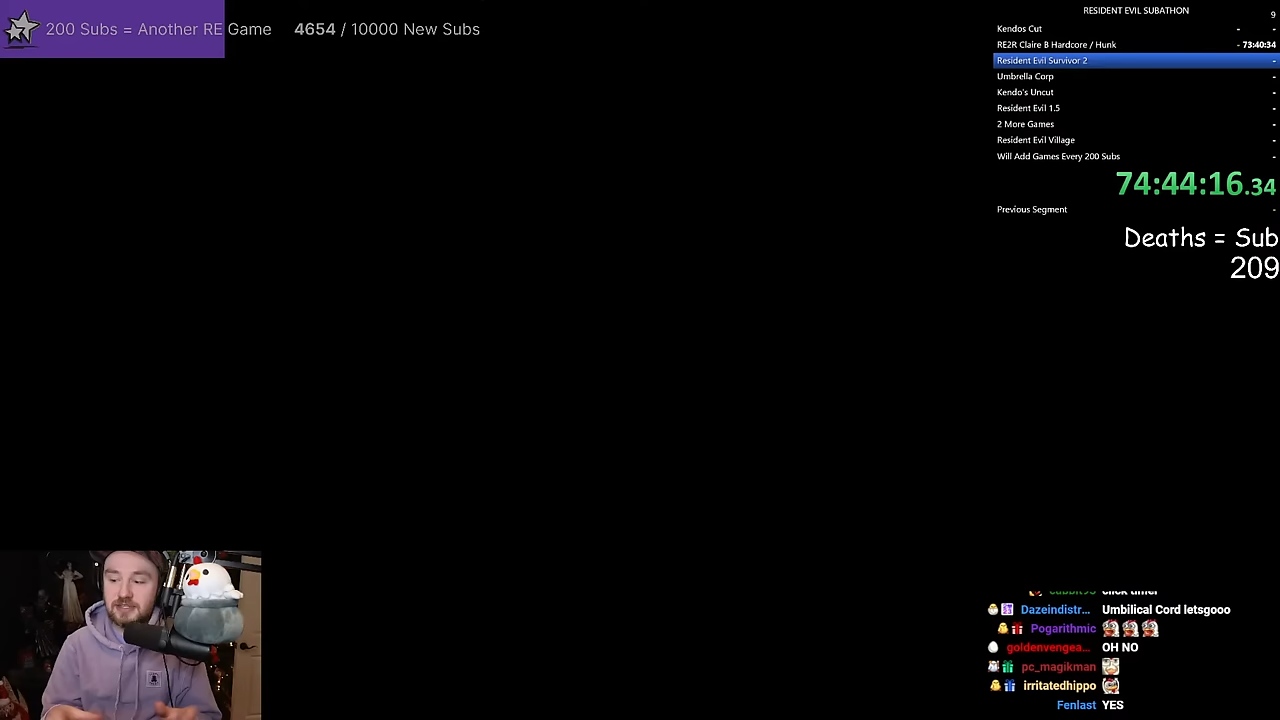 200 Subs = Another RE Game 4654 / 10000 New Subs
RESIDENT EVIL SUBATHON
9
Kendos Cut - -
RE2R Claire B Hardcore / Hunk - 73:40:34
Resident Evil Survivor 2 -
Umbrella Corp -
Kendo's Uncut -
Resident Evil 1.5 -
2 More Games -
Resident Evil Village -
Will Add Games Every 200 Subs -
74:44:16.34
Previous Segment -
Deaths = Sub
209
Dazeindistr... Umbilical Cord letsgooo
Pogarithmic
goldenvengea... OH NO
pc_magikman
irritatedhippo
Fenlast YES